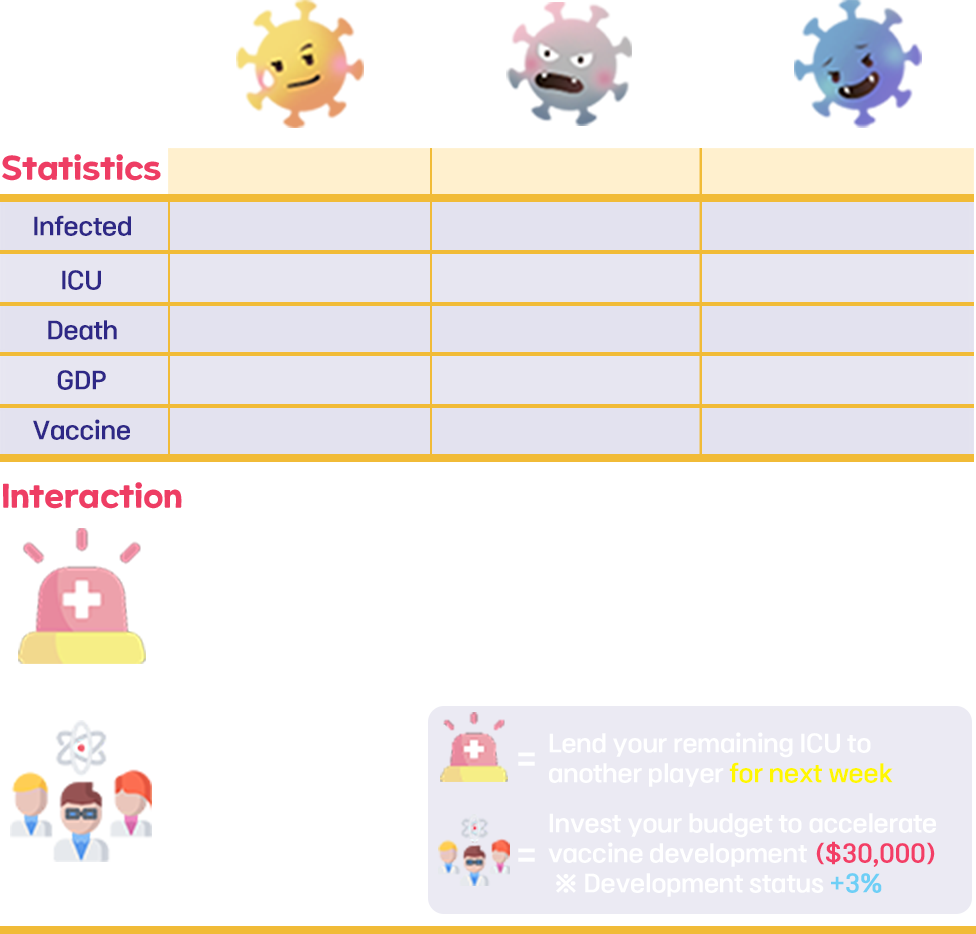 Statistics
Infected
ICU
Death
GDP
Vaccine
Interaction
= Lend your remaining ICU to
another player for next week
Invest your budget to accelerate
= vaccine development ($30,000)
※ Development status +3%